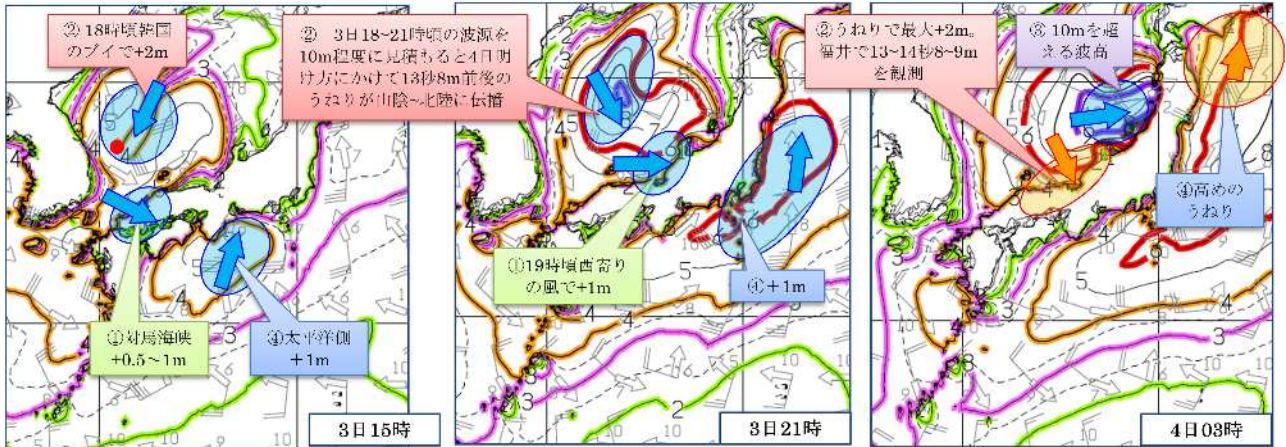 ② 18時頃韓国
のブイで+2m
①対馬海峡
+0.5~1m
④太平洋側
+1m
3日15時
② 3日18~21時頃の波源を
10m程度に見積もると4日明
け方にかけて13秒8m前後の
うねりが山陰~北陸に伝播
①19時頃西寄り
の風で+1m
④+1m
3日21時
②うねりで最大+2m。
福井で13~14秒8~9m
を観測
③ 10mを超
える波高
④高めの
うねり
4日03時